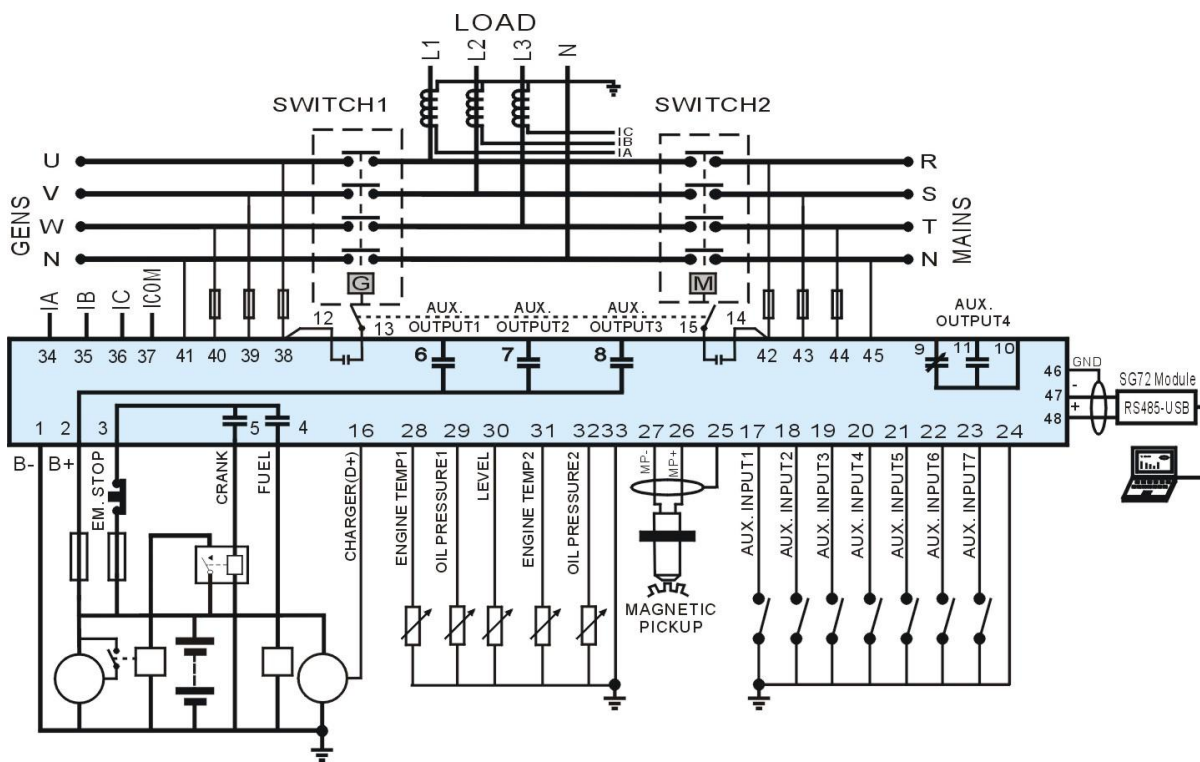 LOAD
L1 L2 L3 N
SWITCH1 SWITCH2
IC
IB
IA
U R
V S
W T
N N
GENS MAINS
G M
IA IB IC ICOM
12 13 15 14
AUX. OUTPUT1
AUX. OUTPUT2
AUX. OUTPUT3
AUX. OUTPUT4
34 35 36 37 41 40 39 38 6 7 8 42 43 44 45 9 11 10
46 GND
47 -
48 +
SG72 Module
RS485-USB
1 2 3 5 4 16 28 29 30 31 32 33 27 26 25 17 18 19 20 21 22 23 24
B- B+
EM.STOP
CRANK
FUEL
CHARGER(D+)
ENGINE TEMP1
OIL PRESSURE1
LEVEL
ENGINE TEMP2
OIL PRESSURE2
MP-
MP+
MAGNETIC
PICKUP
AUX. INPUT1
AUX. INPUT2
AUX. INPUT3
AUX. INPUT4
AUX. INPUT5
AUX. INPUT6
AUX. INPUT7